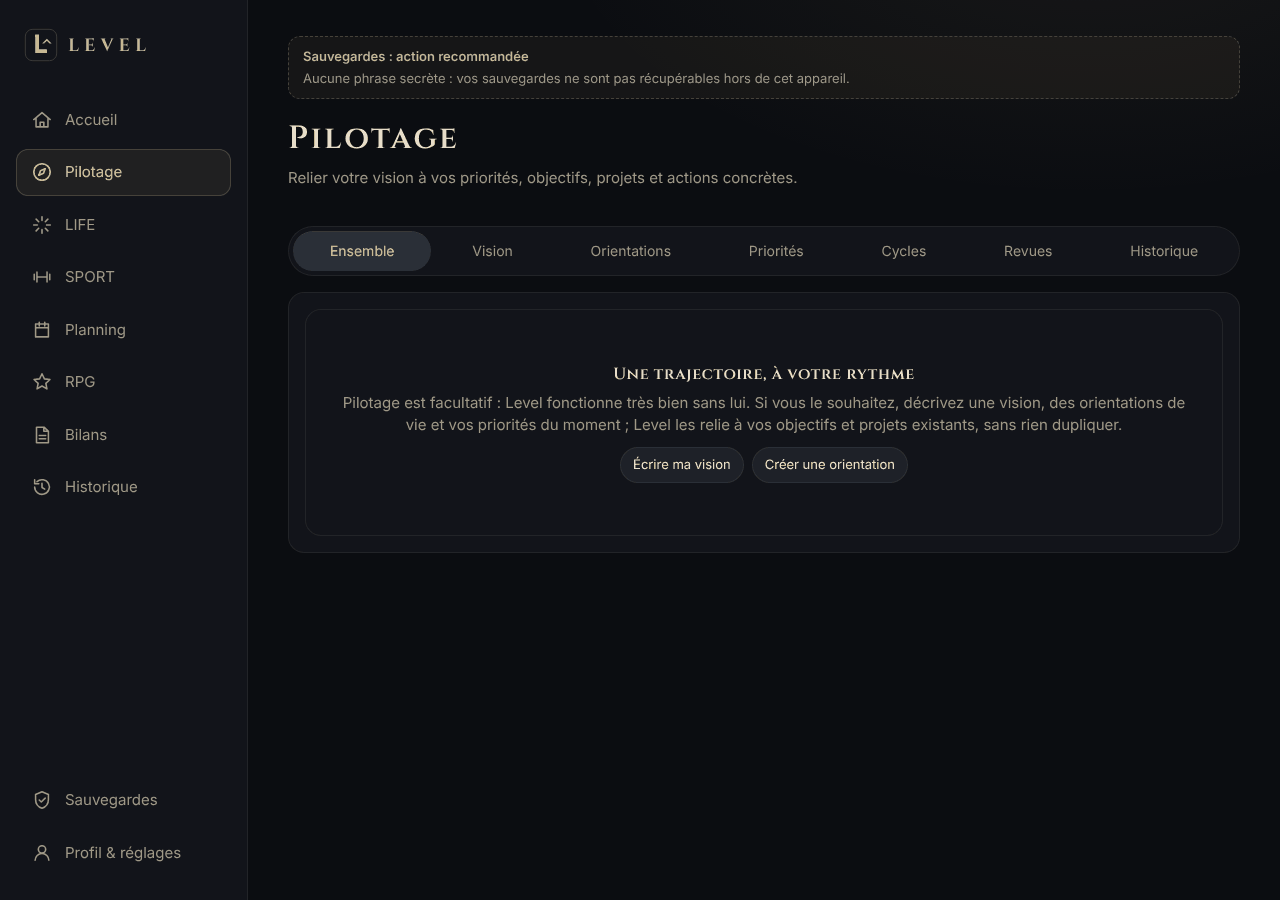 LEVEL
Accueil
Pilotage
LIFE
SPORT
Planning
RPG
Bilans
Historique
Sauvegardes
Profil & réglages
Sauvegardes : action recommandée
Aucune phrase secrète : vos sauvegardes ne sont pas récupérables hors de cet appareil.
Pilotage
Relier votre vision à vos priorités, objectifs, projets et actions concrètes.
Ensemble
Vision
Orientations
Priorités
Cycles
Revues
Historique
Une trajectoire, à votre rythme
Pilotage est facultatif : Level fonctionne très bien sans lui. Si vous le souhaitez, décrivez une vision, des orientations de
vie et vos priorités du moment ; Level les relie à vos objectifs et projets existants, sans rien dupliquer.
Écrire ma vision
Créer une orientation